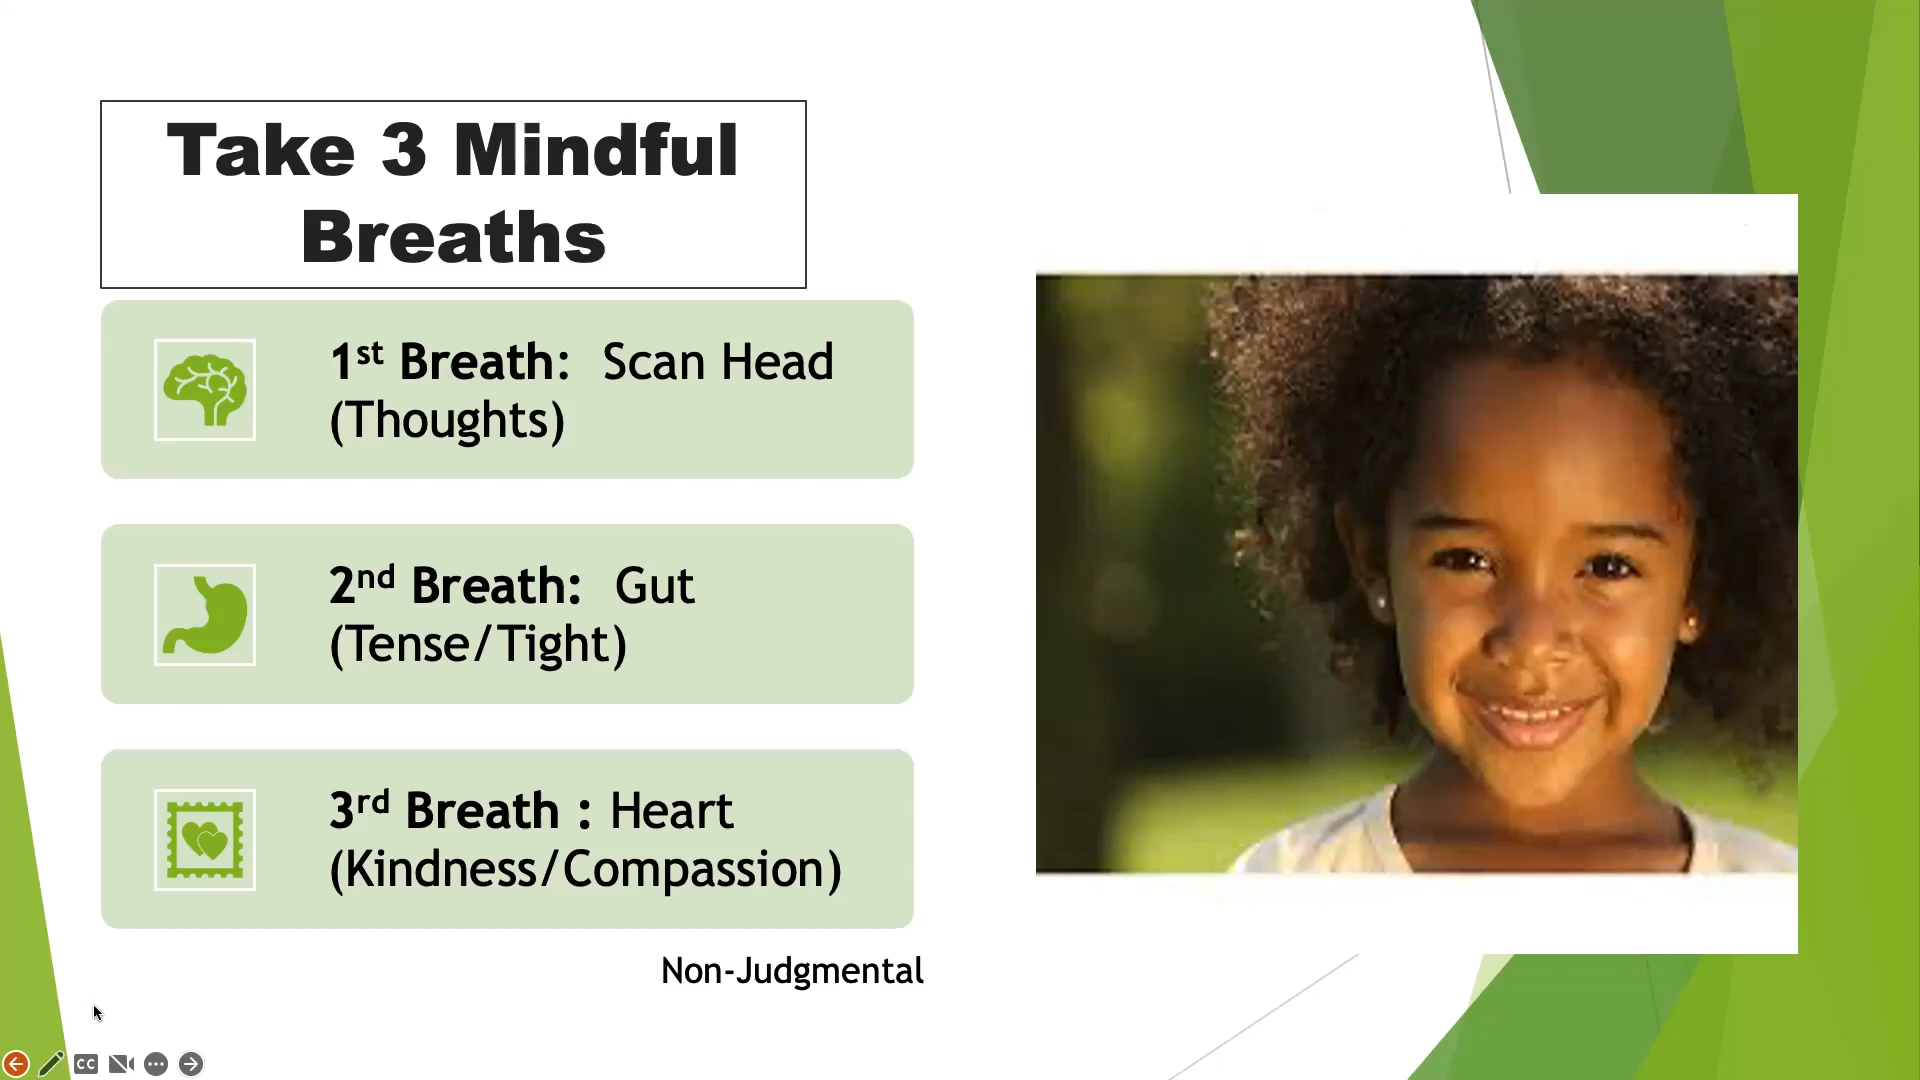 Take 3 Mindful
Breaths
1st Breath:  Scan Head
(Thoughts)
2nd Breath:  Gut
(Tense/Tight)
3rd Breath : Heart
(Kindness/Compassion)
Non-Judgmental
CC